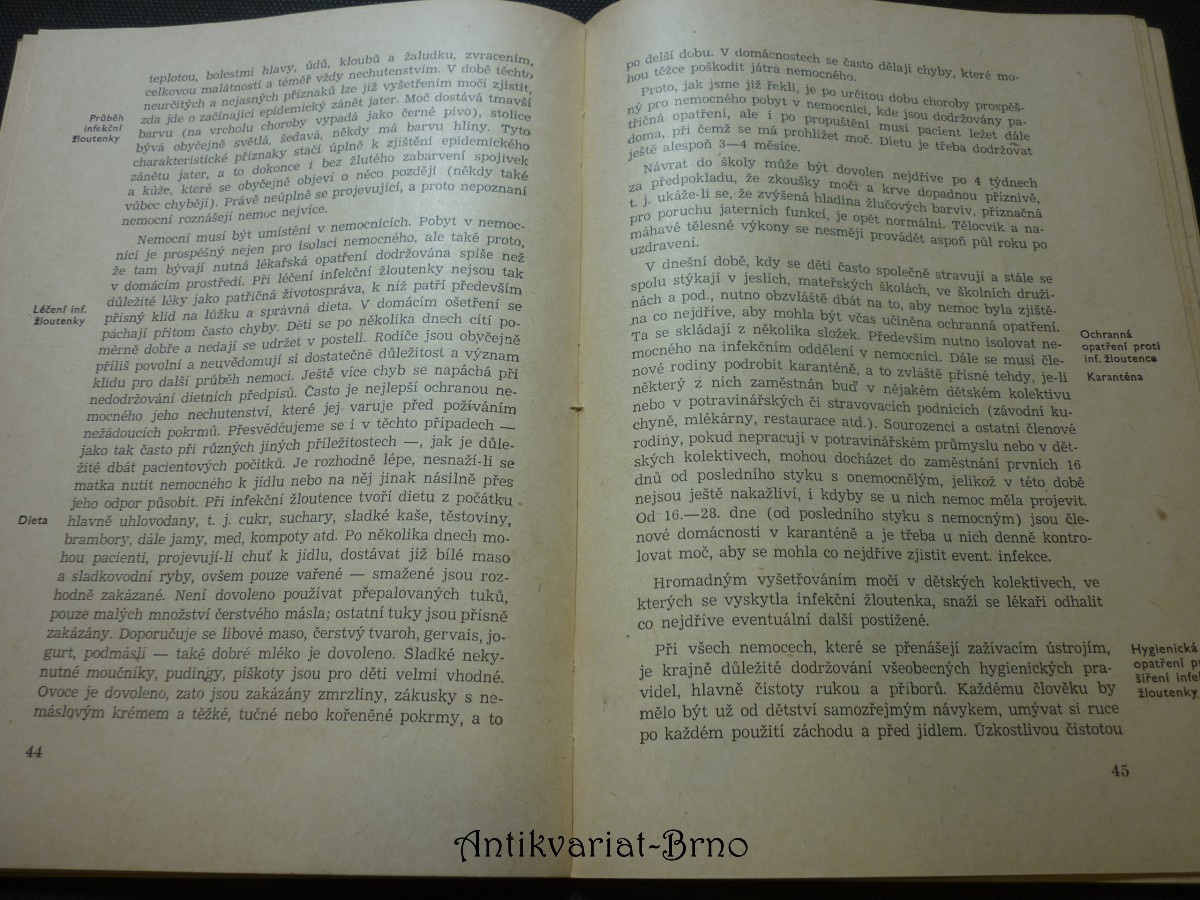 teplotou, bolestmi hlavy, údů, kloubů a žaludku, zvracením,
celkovou malátností a téměř vždy nechutenstvím. V době těchto
neurčitých a nejasných příznaků lze již vyšetřením moči zjistit,
zda jde o začínající epidemický zánět jater. Moč dostává tmavší
Průběh
infekční
žloutenky
barvu (na vrcholu choroby vypadá jako černé pivo), stolice
bývá obyčejně světlá, šedavá, někdy má barvu hlíny. Tyto
charakteristické příznaky stačí úplně k zjištění epidemického
zánětu jater, a to dokonce i bez žlutého zabarvení spojivek
a kůže, které se obyčejně objeví o něco později (někdy také
vůbec chybějí). Právě neúplně se projevující, a proto nepoznaní
nemocní roznášejí nemoc nejvíce.
Nemocní musí být umístění v nemocnicích. Pobyt v nemoc-
nici je prospěšný nejen pro isolaci nemocného, ale také proto,
že tam bývají nutná lékařská opatření dodržována spíše než
v domácím prostředí. Při léčení infekční žloutenky nejsou tak
důležité léky jako patřičná životospráva, k níž patří především
Léčení inf.
žloutenky
přísný klid na lůžku a správná dieta. V domácím ošetření se
páchají přitom často chyby. Děti se po několika dnech cítí po-
měrně dobře a nedají se udržet v posteli. Rodiče jsou obyčejně
příliš povolní a neuvědomují si dostatečně důležitost a význam
klidu pro další průběh nemoci. Ještě více chyb se napáchá při
nedodržování dietních předpisů. Často je nejlepší ochranou ne-
mocného jeho nechutenství, které jej varuje před požíváním
nežádoucích pokrmů. Přesvědčujeme se i v těchto případech —
jako tak často při různých jiných příležitostech —, jak je důle-
žité dbát pacientových počitků. Je rozhodně lépe, nesnaží-li se
matka nutit nemocného k jídlu nebo na něj jinak násilně přes
jeho odpor působit. Při infekční žloutence tvoří dietu z počátku
Dieta
hlavně uhlovodany, t. j. cukr, suchary, sladké kaše, těstoviny,
brambory, dále jamy, med, kompoty atd. Po několika dnech mo-
hou pacienti, projevují-li chuť k jídlu, dostávat již bílé maso
a sladkovodní ryby, ovšem pouze vařené — smažené jsou roz-
hodně zakázané. Není dovoleno používat přepalovaných tuků,
pouze malých množství čerstvého másla; ostatní tuky jsou přísně
zakázány. Doporučuje se libové maso, čerstvý tvaroh, gervais, jo-
gurt, podmáslí — také dobré mléko je dovoleno. Sladké neky-
nuté moučníky, pudingy, piškoty jsou pro děti velmi vhodné.
Ovoce je dovoleno, zato jsou zakázány zmrzliny, zákusky s ne-
máslovým krémem a těžké, tučné nebo kořeněné pokrmy, a to
44
po delší dobu. V domácnostech se často dělají chyby, které mo-
hou těžce poškodit játra nemocného.
Proto, jak jsme již řekli, je po určitou dobu choroby prospěš-
ný pro nemocného pobyt v nemocnici, kde jsou dodržovány pa-
třičná opatření, ale i po propuštění musí pacient ležet dále
doma, při čemž se má prohlížet moč. Dietu je třeba dodržovat
ještě alespoň 3—4 měsíce.
Návrat do školy může být dovolen nejdříve po 4 týdnech
za předpokladu, že zkoušky moči a krve dopadnou příznivě,
t. j. ukáže-li se, že zvýšená hladina žlučových barviv, příznačná
pro poruchu jaterních funkcí, je opět normální. Tělocvik a na-
máhavé tělesné výkony se nesmějí provádět aspoň půl roku po
uzdravení.
V dnešní době, kdy se děti často společně stravují a stále se
spolu stýkají v jeslích, mateřských školách, ve školních druži-
nách a pod., nutno obzvláště dbát na to, aby nemoc byla zjiště-
na co nejdříve, aby mohla být včas učiněna ochranná opatření.
Ta se skládají z několika složek. Především nutno isolovat ne-
mocného na infekčním oddělení v nemocnici. Dále se musí čle-
nové rodiny podrobit karanténě, a to zvláště přísné tehdy, je-li
Ochranná
opatření proti
inf. žloutence
Karanténa
některý z nich zaměstnán buď v nějakém dětském kolektivu
nebo v potravinářských či stravovacích podnicích (závodní ku-
chyně, mlékárny, restaurace atd.). Sourozenci a ostatní členové
rodiny, pokud nepracují v potravinářském průmyslu nebo v dět-
ských kolektivech, mohou docházet do zaměstnání prvních 16
dnů od posledního styku s onemocnělým, jelikož v této době
nejsou ještě nakažliví, i kdyby se u nich nemoc měla projevit.
Od 16.—28. dne (od posledního styku s nemocným) jsou čle-
nové domácnosti v karanténě a je třeba u nich denně kontro-
lovat moč, aby se mohla co nejdříve zjistit event. infekce.
Hromadným vyšetřováním moči v dětských kolektivech, ve
kterých se vyskytla infekční žloutenka, snaží se lékaři odhalit
co nejdříve eventuální další postižené.
Při všech nemocech, které se přenášejí zažívacím ústrojím,
je krajně důležité dodržování všeobecných hygienických pra-
videl, hlavně čistoty rukou a příborů. Každému člověku by
mělo být už od dětství samozřejmým návykem, umývat si ruce
po každém použití záchodu a před jídlem. Úzkostlivou čistotou
Hygienická
opatření
šíření
žloutenky
45
Antikvariat-Brno